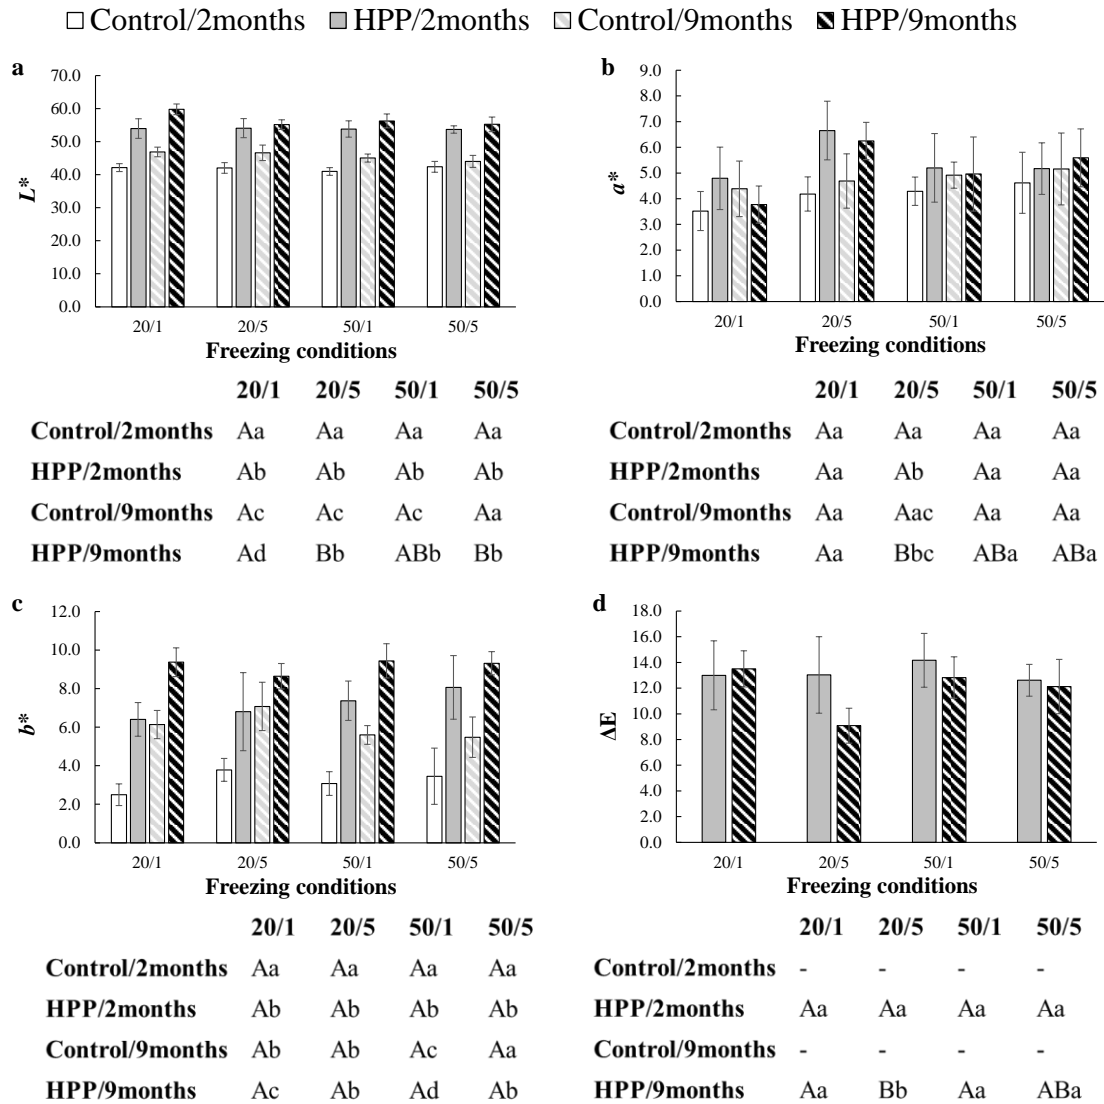 Control/2months HPP/2months Control/9months HPP/9months
a
70.0
60.0
50.0
40.0
30.0
20.0
10.0
0.0
L*
20/1 20/5 50/1 50/5
Freezing conditions
20/1 20/5 50/1 50/5
Control/2months Aa Aa Aa Aa
HPP/2months Ab Ab Ab Ab
Control/9months Ac Ac Ac Aa
HPP/9months Ad Bb ABb Bb
b
9.0
8.0
7.0
6.0
5.0
4.0
3.0
2.0
1.0
0.0
a*
20/1 20/5 50/1 50/5
Freezing conditions
20/1 20/5 50/1 50/5
Control/2months Aa Aa Aa Aa
HPP/2months Aa Ab Aa Aa
Control/9months Aa Aac Aa Aa
HPP/9months Aa Bbc ABa ABa
c
12.0
10.0
8.0
6.0
4.0
2.0
0.0
b*
20/1 20/5 50/1 50/5
Freezing conditions
20/1 20/5 50/1 50/5
Control/2months Aa Aa Aa Aa
HPP/2months Ab Ab Ab Ab
Control/9months Ab Ab Ac Aa
HPP/9months Ac Ab Ad Ab
d
18.0
16.0
14.0
12.0
10.0
8.0
6.0
4.0
2.0
0.0
ΔE
20/1 20/5 50/1 50/5
Freezing conditions
20/1 20/5 50/1 50/5
Control/2months - - - -
HPP/2months Aa Aa Aa Aa
Control/9months - - - -
HPP/9months Aa Bb Aa ABa